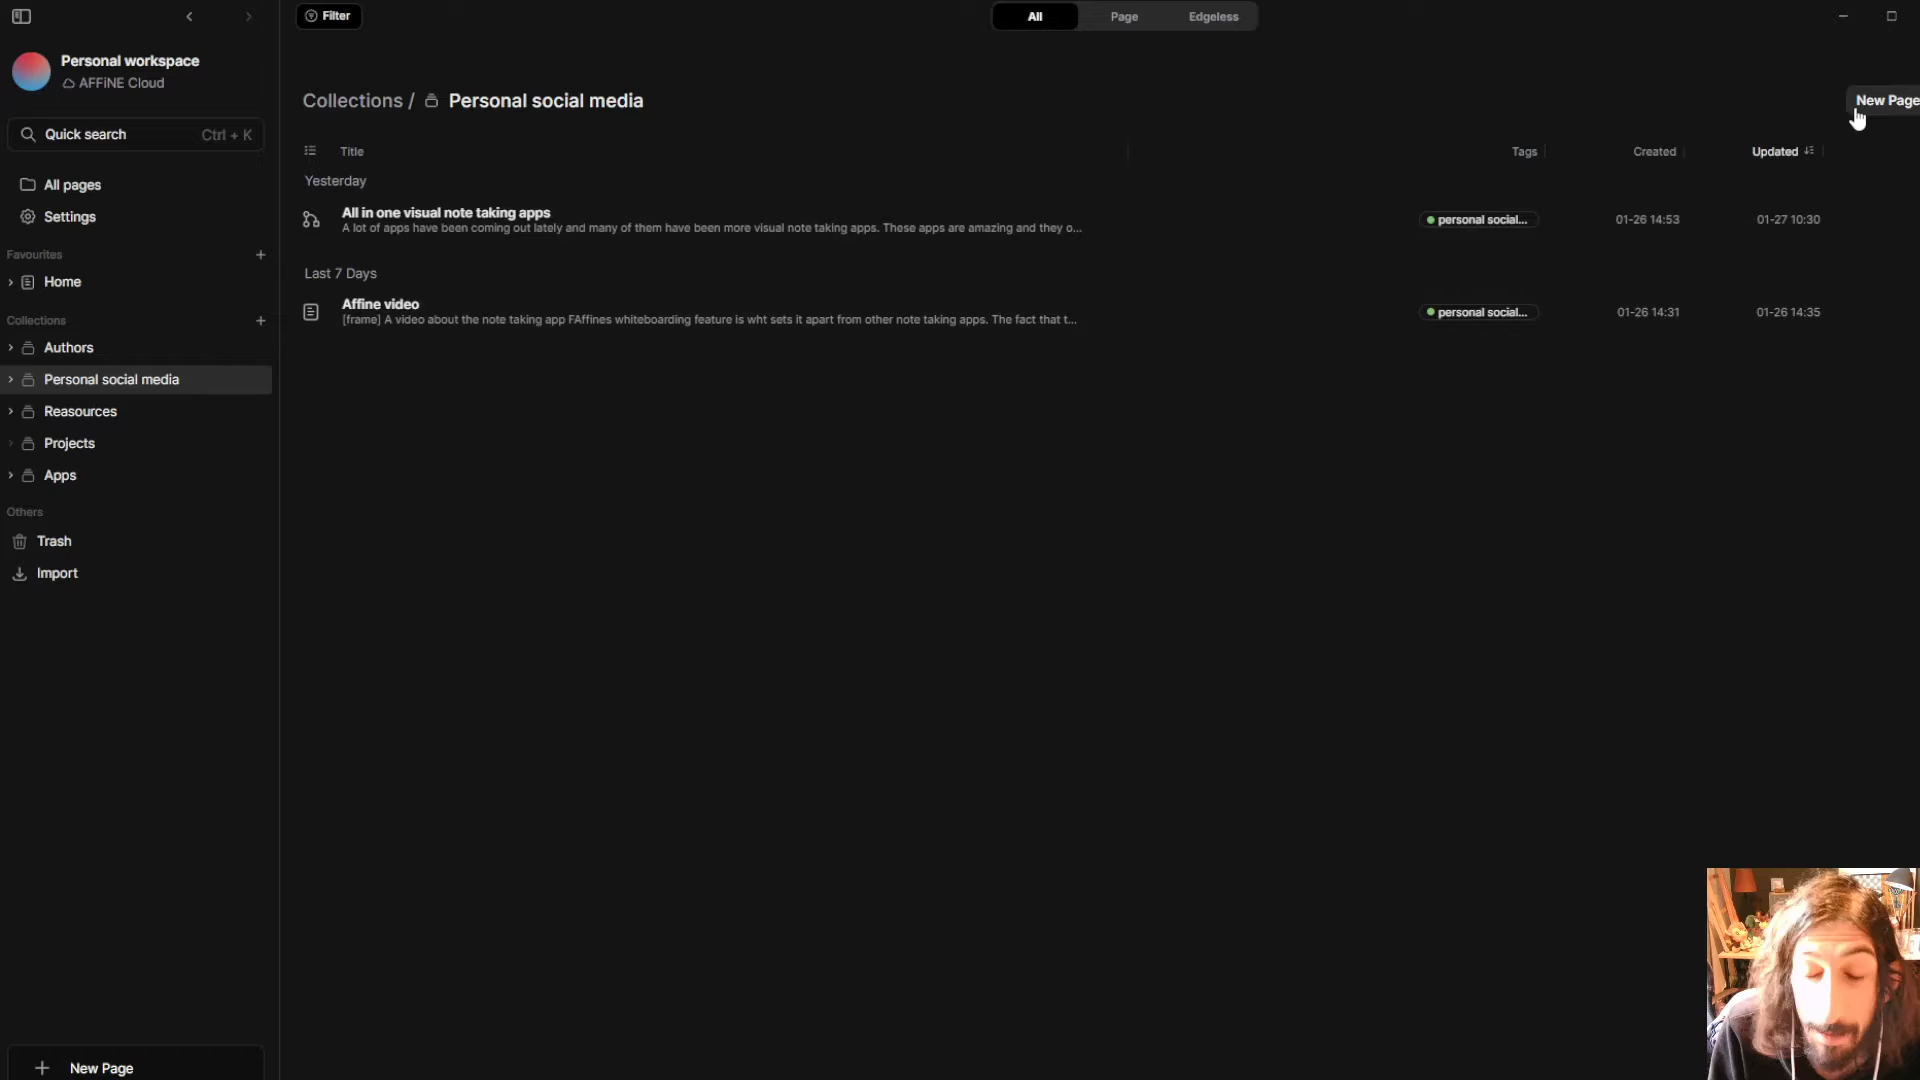 Filter
All
Page
Edgeless
Personal workspace
AFFiNE Cloud
Quick search
Ctrl + K
All pages
Settings
Favourites
Home
Collections
Authors
Personal social media
Reasources
Projects
Apps
Others
Trash
Import
New Page
Collections / Personal social media
New Page
Title
Tags
Created
Updated
Yesterday
All in one visual note taking apps
A lot of apps have been coming out lately and many of them have been more visual note taking apps. These apps are amazing and they o...
personal social...
01-26 14:53
01-27 10:30
Last 7 Days
Affine video
[frame] A video about the note taking app FAffines whiteboarding feature is wht sets it apart from other note taking apps. The fact that t...
personal social...
01-26 14:31
01-26 14:35